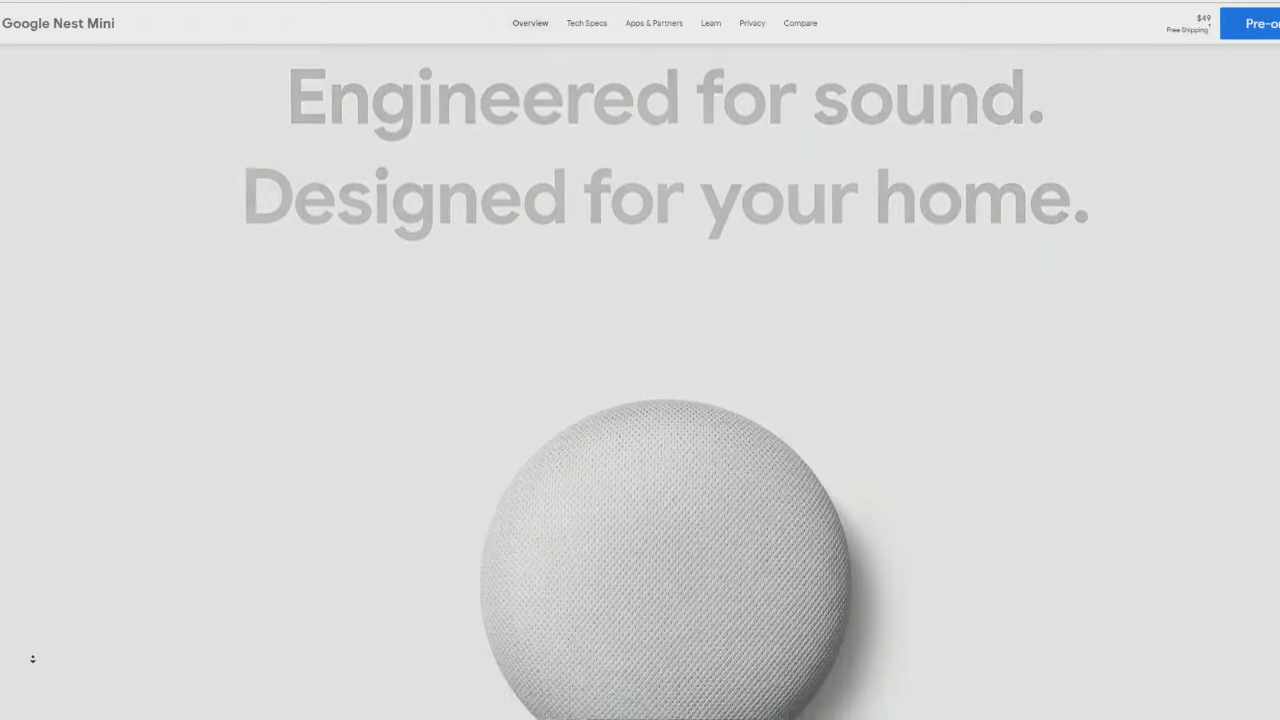 Google Nest Mini
Overview
Tech Specs
Apps & Partners
Learn
Privacy
Compare
$49
Free Shipping
Engineered for sound.
Designed for your home.